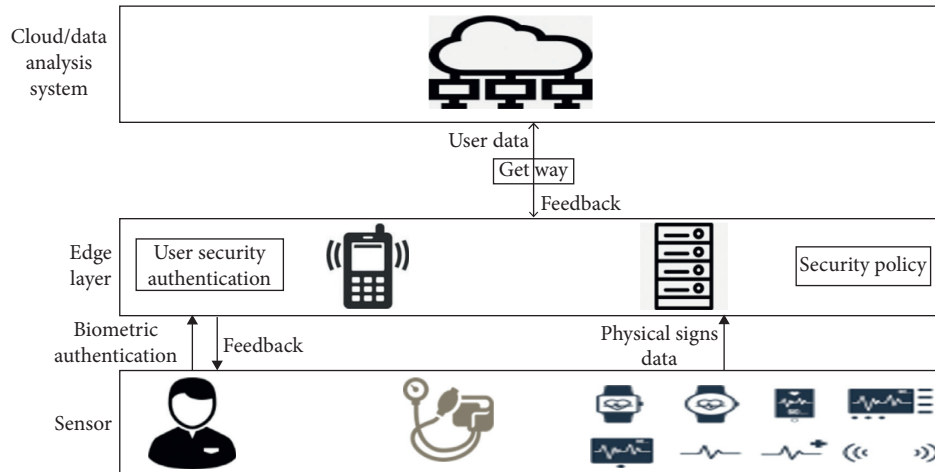 Cloud/data
analysis
system
User data
Get way
Feedback
Edge
layer
User security
authentication
Security policy
Biometric
authentication
Feedback
Physical signs
data
Sensor